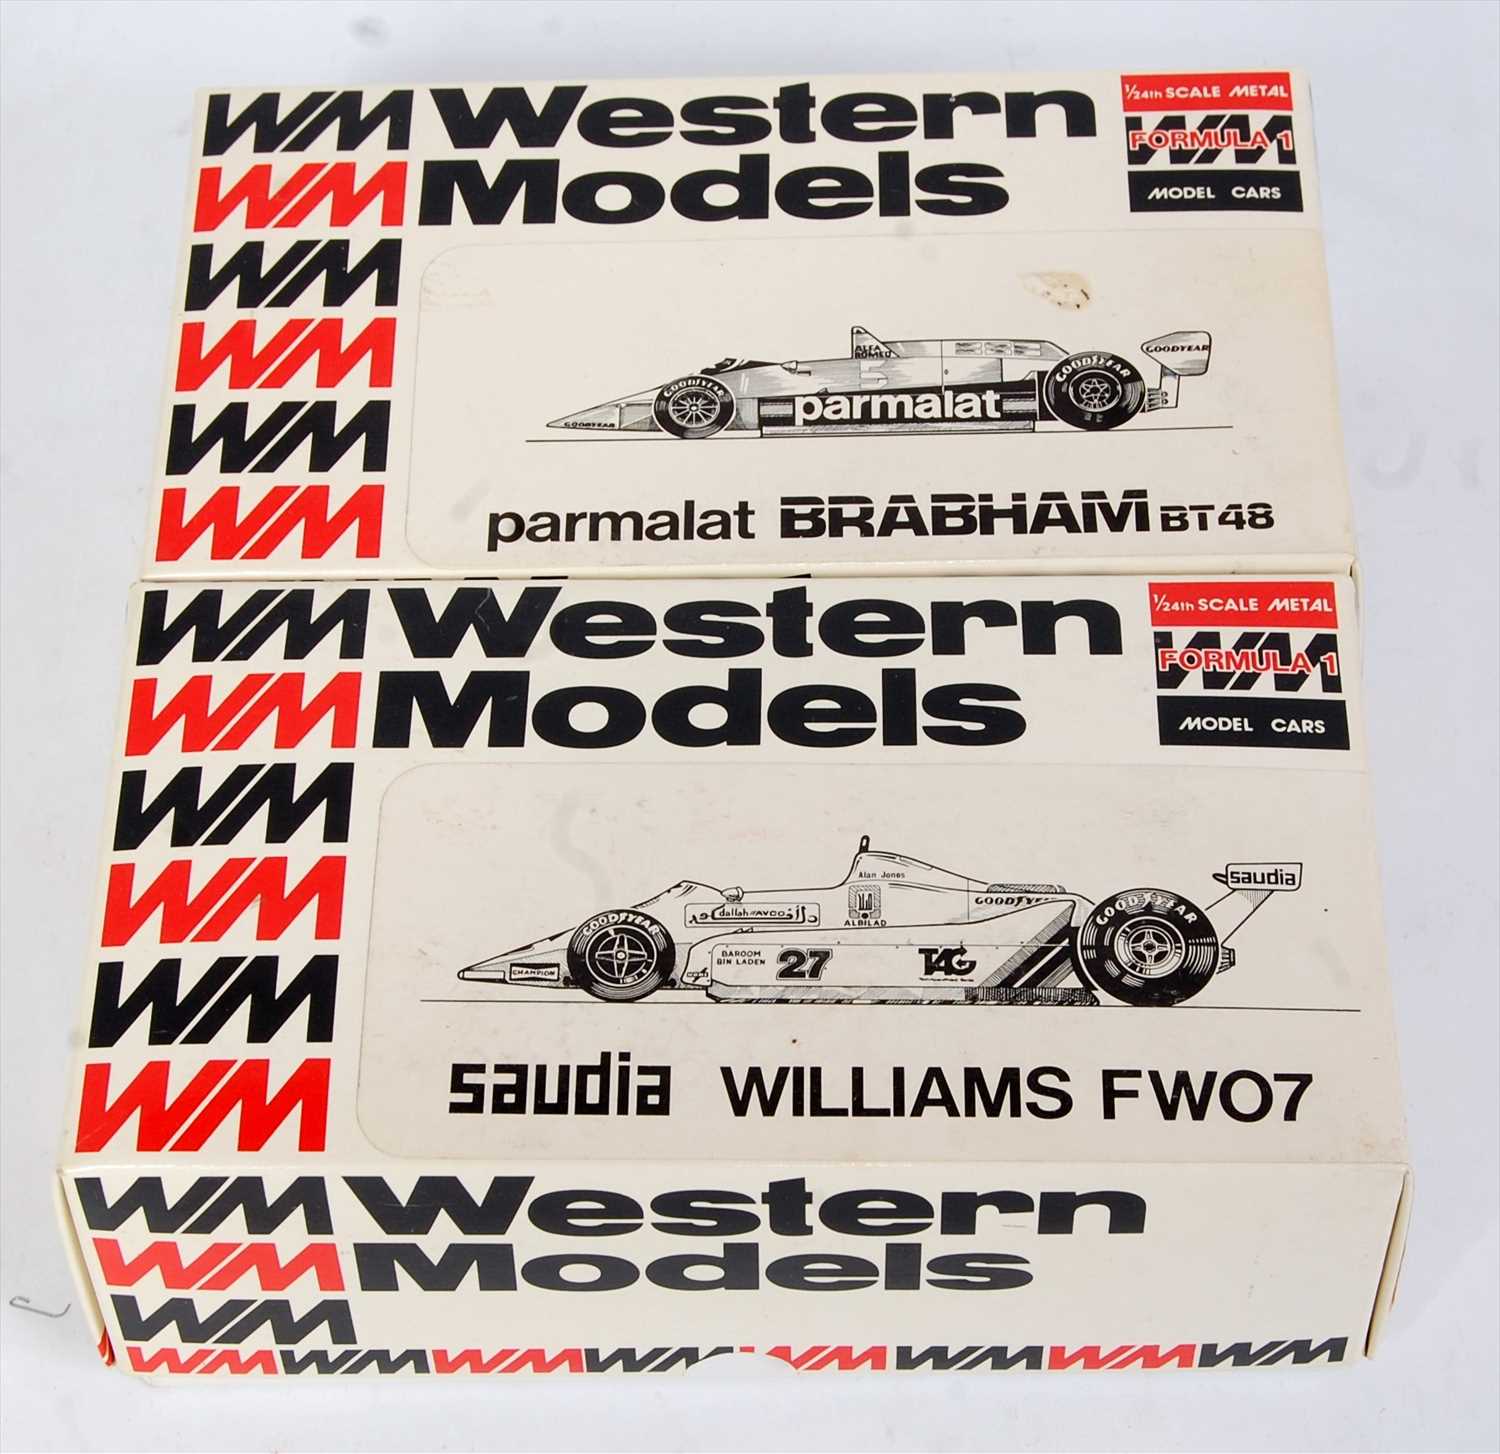 WM Western
WM Models
WM
WM
WM
WM
1/24th SCALE METAL
WM
FORMULA 1
MODEL CARS
ALFA
ROMEO
5
GOODYEAR
GOODYEAR
GOODYEAR
GOODYEAR
parmalat
parmalat BRABHAM BT48
WM Western
WM Models
WM
WM
WM
WM
1/24th SCALE METAL
WM
FORMULA 1
MODEL CARS
Alan Jones
saudia
dallah AVCO
ALBILAD
GOODYEAR
GOODYEAR
GOODYEAR
BAROOM
BIN LADEN
27
TAG
CHAMPION
saudia WILLIAMS FW07
WM Western
WM Models
WM
WM WM WM WM WM WM WM WM